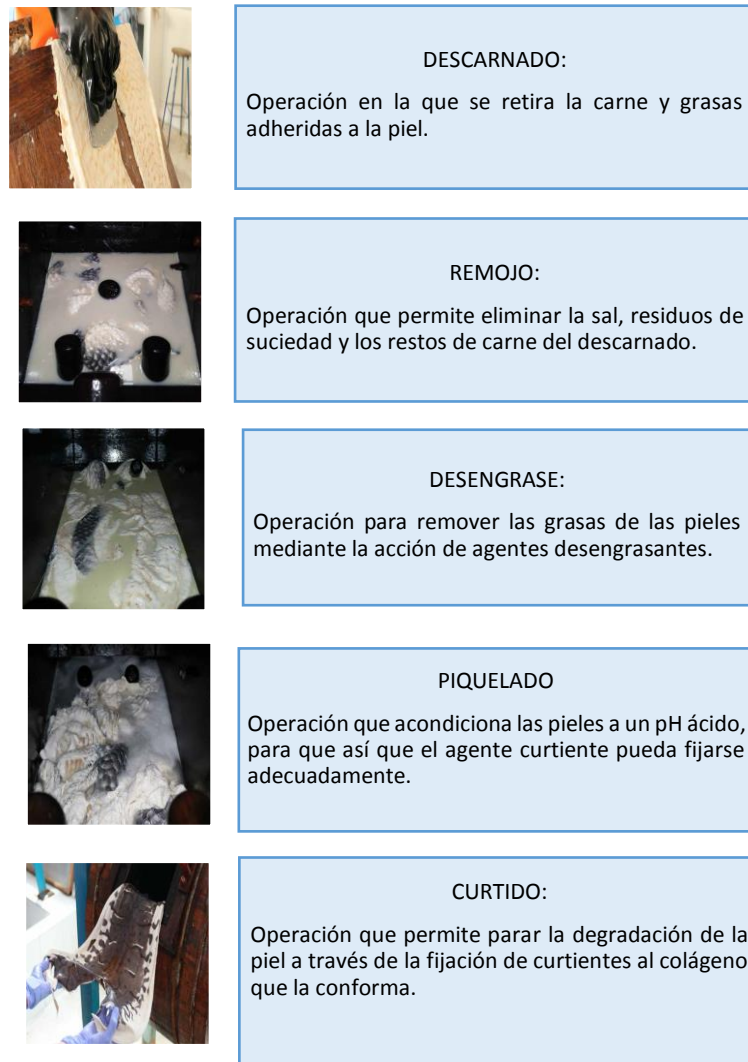 DESCARNADO:
Operación en la que se retira la carne y grasas
adheridas a la piel.
REMOJO:
Operación que permite eliminar la sal, residuos de
suciedad y los restos de carne del descarnado.
DESENGRASE:
Operación para remover las grasas de las pieles
mediante la acción de agentes desengrasantes.
PIQUELADO
Operación que acondiciona las pieles a un pH ácido,
para que así que el agente curtiente pueda fijarse
adecuadamente.
CURTIDO:
Operación que permite parar la degradación de la
piel a través de la fijación de curtientes al colágeno
que la conforma.